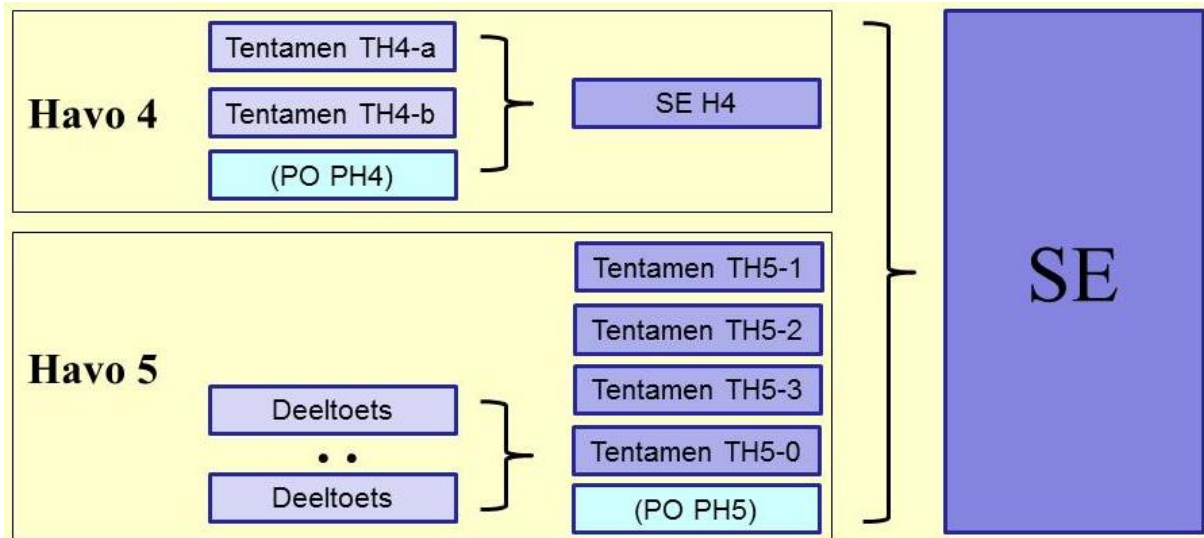 Havo 4
Tentamen TH4-a
Tentamen TH4-b
(PO PH4)
SE H4
Havo 5
Deeltoets
. .
Deeltoets
Tentamen TH5-1
Tentamen TH5-2
Tentamen TH5-3
Tentamen TH5-0
(PO PH5)
SE